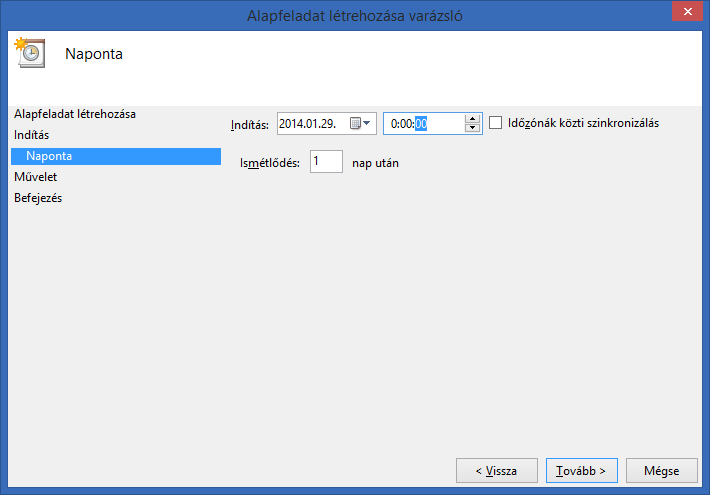 Alapfeladat létrehozása varázsló
Naponta
Alapfeladat létrehozása
Indítás
Naponta
Művelet
Befejezés
Indítás: 2014.01.29. 0:00:00 Időzónák közti szinkronizálás
Ismétlődés: 1 nap után
< Vissza Tovább > Mégse